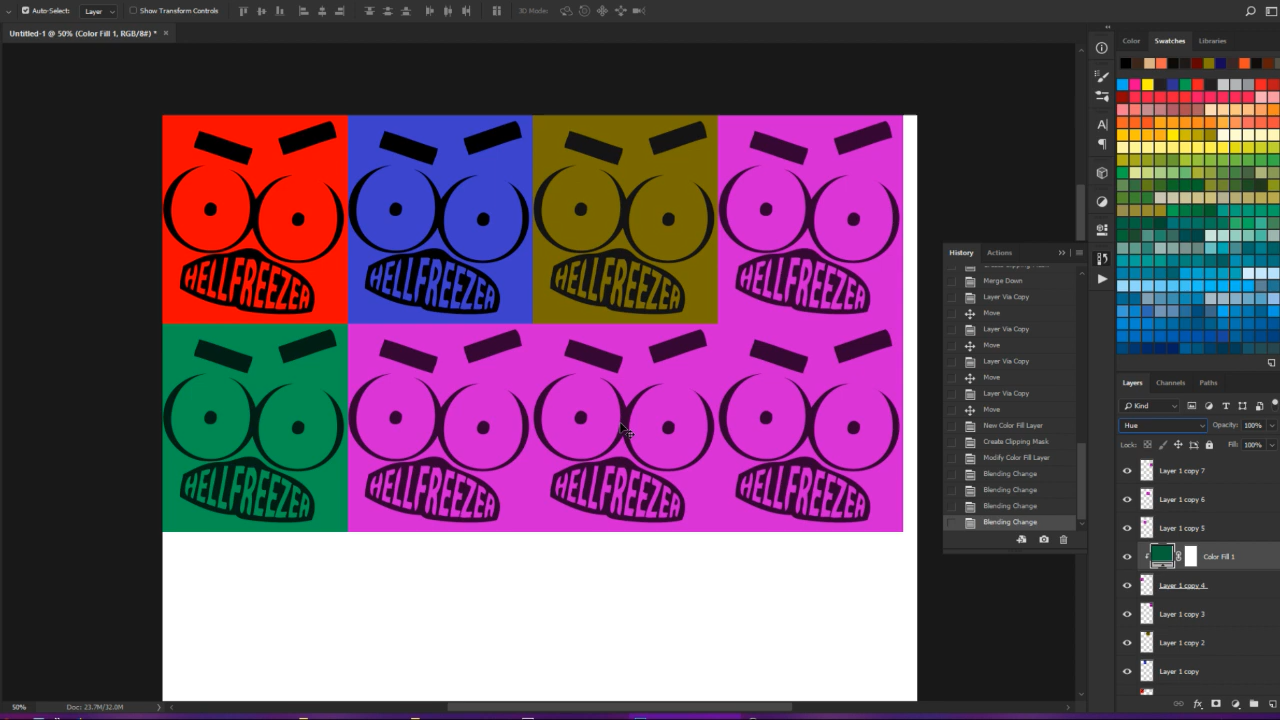 Auto-Select: Layer Show Transform Controls 3D Mode:
Untitled-1 @ 50% (Color Fill 1, RGB/8#) * ×
Color Swatches Libraries
HELLFREEZER HELLFREEZER HELLFREEZER HELLFREEZER
HELLFREEZER HELLFREEZER HELLFREEZER HELLFREEZER
History Actions
Create Clipping Mask
Merge Down
Layer Via Copy
Move
Layer Via Copy
Move
Layer Via Copy
Move
Layer Via Copy
Move
New Color Fill Layer
Create Clipping Mask
Modify Color Fill Layer
Blending Change
Blending Change
Blending Change
Blending Change
Layers Channels Paths
Kind
Hue Opacity: 100%
Lock: Fill: 100%
Layer 1 copy 7
Layer 1 copy 6
Layer 1 copy 5
Color Fill 1
Layer 1 copy 4
Layer 1 copy 3
Layer 1 copy 2
Layer 1 copy
50% Doc: 23.7M/32.0M